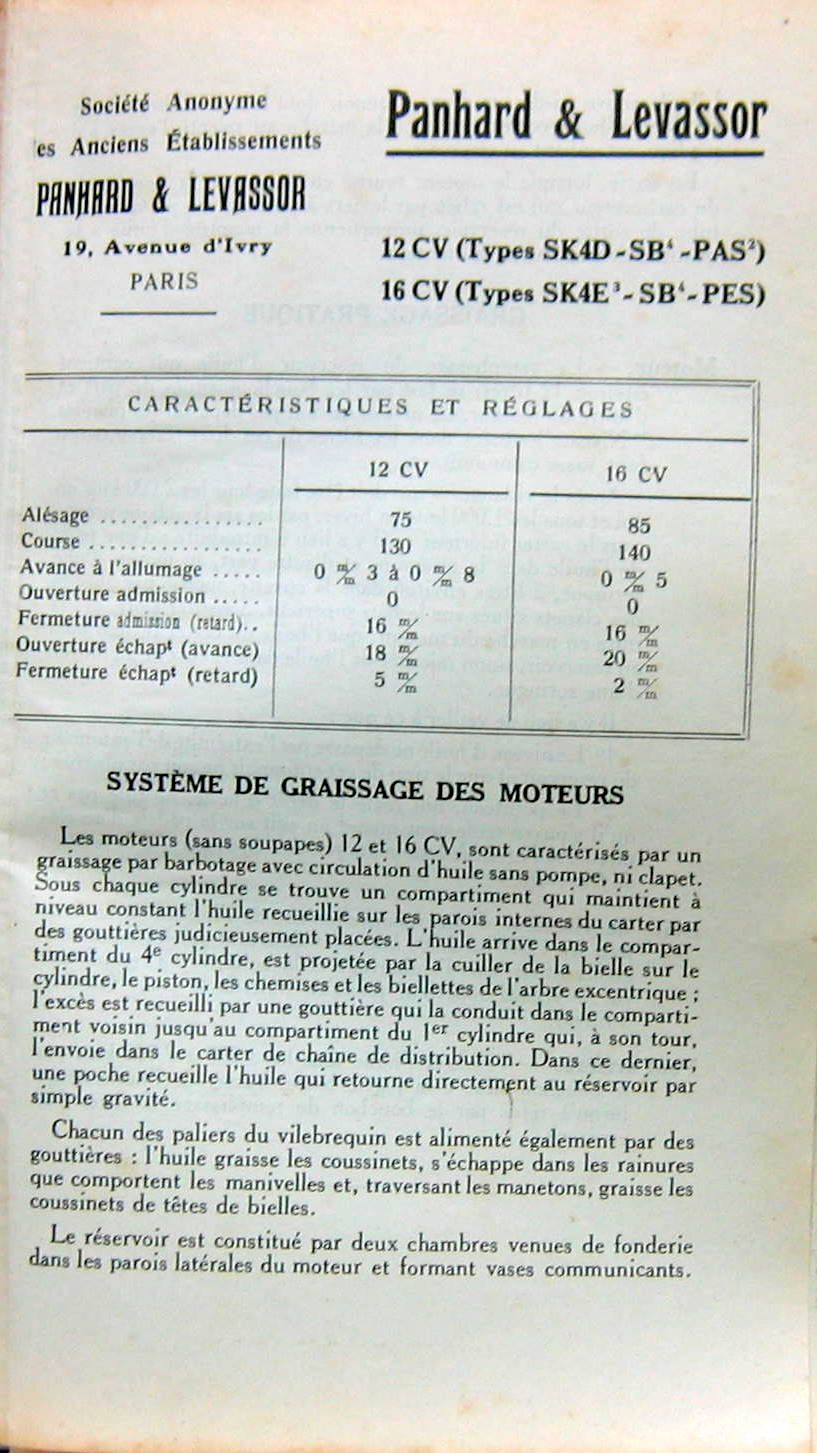 Société Anonyme
es Anciens Établissements
PANHARD & LEVASSOR
19, Avenue d'Ivry
PARIS
Panhard & Levassor
12 CV (Types SK4D-SB⁴-PAS²)
16 CV (Types SK4E³-SB⁴-PES)
CARACTÉRISTIQUES ET RÉGLAGES
12 CV 16 CV
Alésage ................ 75 85
Course ................. 130 140
Avance à l'allumage ..... 0 m/m 3 à 0 m/m 8 0 m/m 5
Ouverture admission ..... 0 0
Fermeture admission (retard).. 16 m/m 16 m/m
Ouverture échapᵗ (avance) 18 m/m 20 m/m
Fermeture échapᵗ (retard) 5 m/m 2 m/m
SYSTÈME DE GRAISSAGE DES MOTEURS
Les moteurs (sans soupapes) 12 et 16 CV, sont caractérisés par un
graissage par barbotage avec circulation d'huile sans pompe, ni clapet.
Sous chaque cylindre se trouve un compartiment qui maintient à
niveau constant l'huile recueillie sur les parois internes du carter par
des gouttières judicieusement placées. L'huile arrive dans le compar-
timent du 4ᵉ cylindre, est projetée par la cuiller de la bielle sur le
cylindre, le piston, les chemises et les biellettes de l'arbre excentrique ;
l'excès est recueilli par une gouttière qui la conduit dans le comparti-
ment voisin jusqu'au compartiment du 1ᵉʳ cylindre qui, à son tour,
l'envoie dans le carter de chaîne de distribution. Dans ce dernier,
une poche recueille l'huile qui retourne directement au réservoir par
simple gravité.
Chacun des paliers du vilebrequin est alimenté également par des
gouttières : l'huile graisse les coussinets, s'échappe dans les rainures
que comportent les manivelles et, traversant les manetons, graisse les
coussinets de têtes de bielles.
Le réservoir est constitué par deux chambres venues de fonderie
dans les parois latérales du moteur et formant vases communicants.